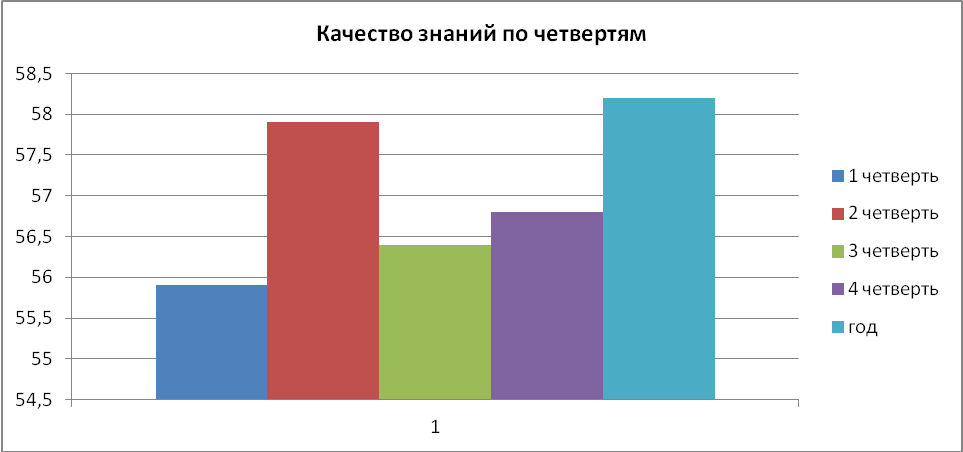 Качество знаний по четвертям
58,5
58
57,5
57
56,5
56
55,5
55
54,5
1
1 четверть
2 четверть
3 четверть
4 четверть
год